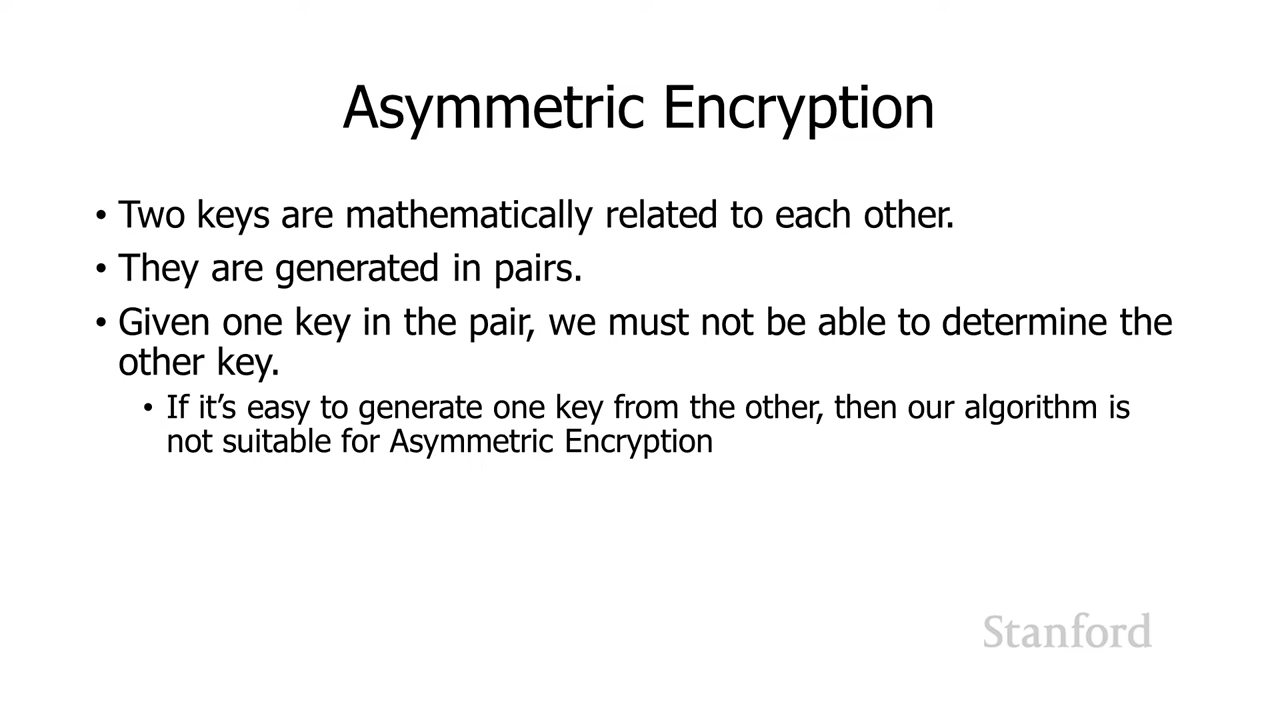 Asymmetric Encryption
• Two keys are mathematically related to each other.
• They are generated in pairs.
• Given one key in the pair, we must not be able to determine the
other key.
• If it’s easy to generate one key from the other, then our algorithm is
not suitable for Asymmetric Encryption
Stanford